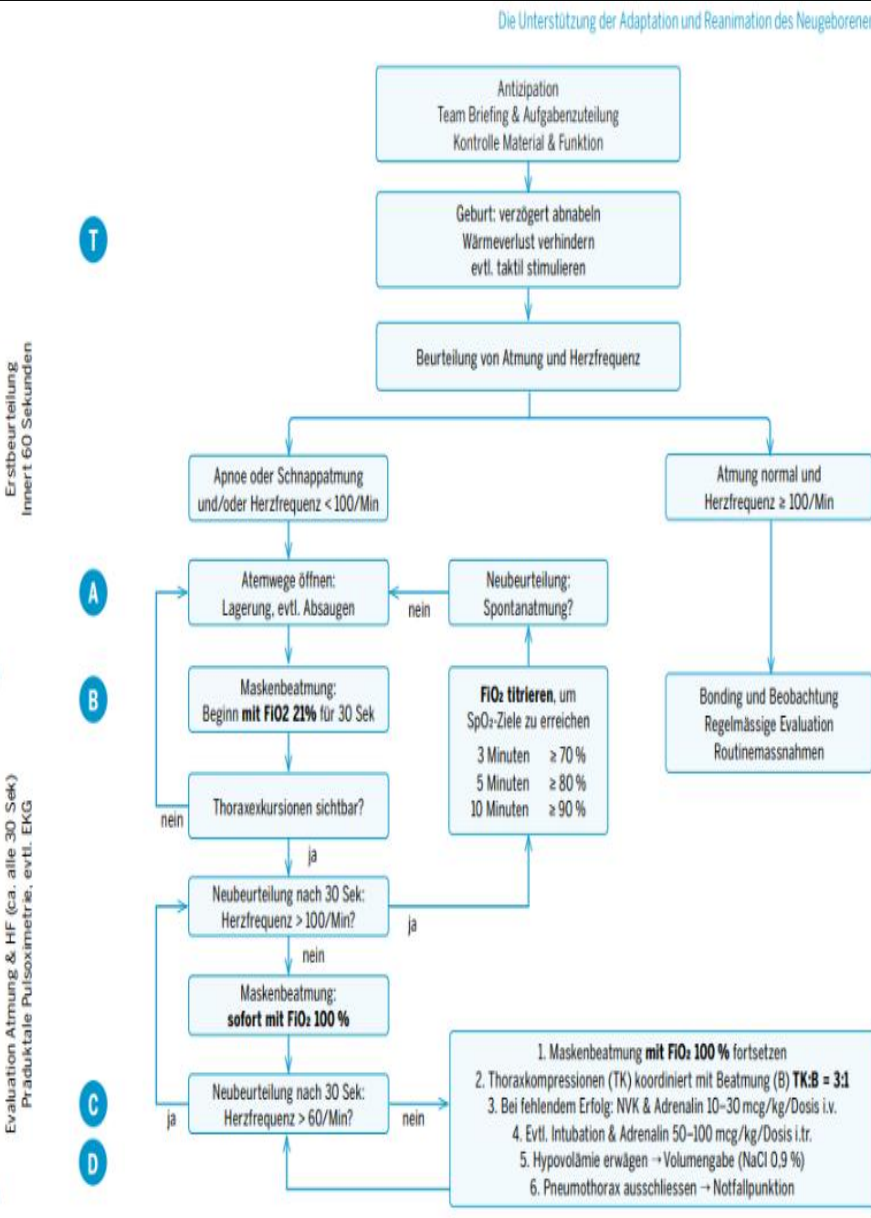 Die Unterstützung der Adaptation und Reanimation des Neugeborenen
Antizipation
Team Briefing & Aufgabenzuteilung
Kontrolle Material & Funktion
T
Geburt: verzögert abnabeln
Wärmeverlust verhindern
evtl. taktil stimulieren
Beurteilung von Atmung und Herzfrequenz
Erstbeurteilung
Innert 60 Sekunden
Apnoe oder Schnappatmung
und/oder Herzfrequenz < 100/Min
Atmung normal und
Herzfrequenz ≥ 100/Min
A
Atemwege öffnen:
Lagerung, evtl. Absaugen
nein
Neubeurteilung:
Spontanatmung?
B
Maskenbeatmung:
Beginn mit FiO2 21% für 30 Sek
FiO₂ titrieren, um
SpO₂-Ziele zu erreichen
3 Minuten ≥ 70 %
5 Minuten ≥ 80 %
10 Minuten ≥ 90 %
Bonding und Beobachtung
Regelmässige Evaluation
Routinemassnahmen
Thoraxexkursionen sichtbar?
nein
ja
Evaluation Atmung & HF (ca. alle 30 Sek)
Präduktale Pulsoximetrie, evtl. EKG
Neubeurteilung nach 30 Sek:
Herzfrequenz > 100/Min?
ja
nein
Maskenbeatmung:
sofort mit FiO₂ 100 %
C
Neubeurteilung nach 30 Sek:
Herzfrequenz > 60/Min?
ja
nein
D
1. Maskenbeatmung mit FiO₂ 100 % fortsetzen
2. Thoraxkompressionen (TK) koordiniert mit Beatmung (B) TK:B = 3:1
3. Bei fehlendem Erfolg: NVK & Adrenalin 10–30 mcg/kg/Dosis i.v.
4. Evtl. Intubation & Adrenalin 50–100 mcg/kg/Dosis i.tr.
5. Hypovolämie erwägen → Volumengabe (NaCl 0,9 %)
6. Pneumothorax ausschliessen → Notfallpunktion